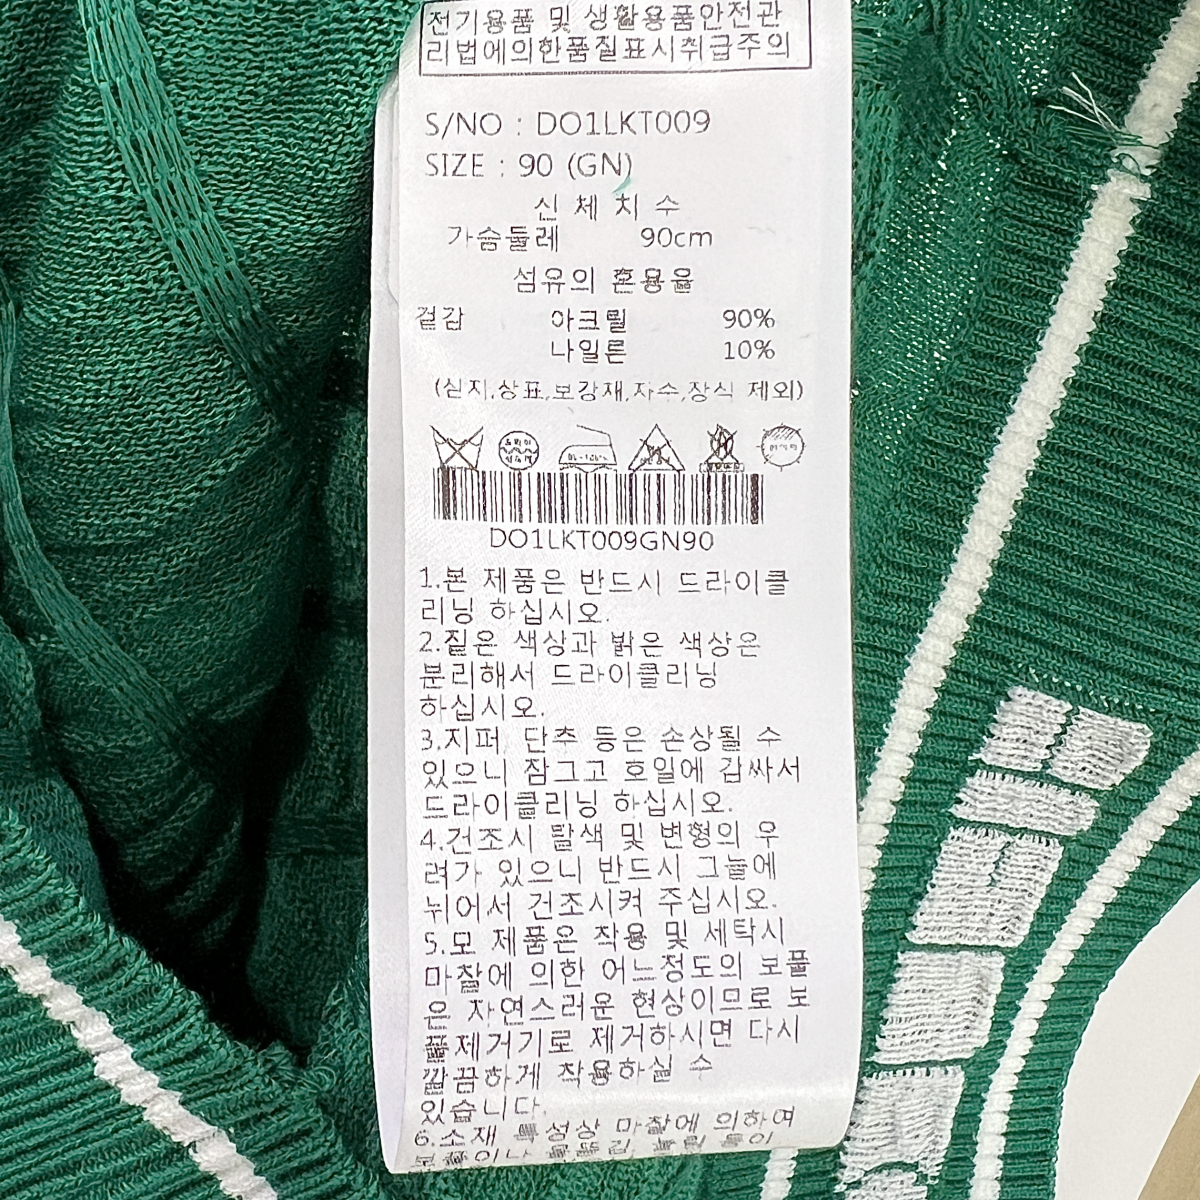 전기용품 및 생활용품안전관
리법에의한품질표시취급주의
S/NO : DO1LKT009
SIZE : 90 (GN)
신 체 치 수
가슴둘레 90cm
섬유의 혼용율
겉감 아크릴 90%
나일론 10%
(심지,상표,보강재,자수,장식 제외)
DO1LKT009GN90
1.본 제품은 반드시 드라이클
리닝 하십시오.
2.짙은 색상과 밝은 색상은
분리해서 드라이클리닝
하십시오.
3.지퍼 단추 등은 손상될 수
있으니 잠그고 호일에 감싸서
드라이클리닝 하십시오.
4.건조시 탈색 및 변형의 우
려가 있으니 반드시 그늘에
뉘어서 건조시켜 주십시오.
5.모 제품은 착용 및 세탁시
마찰에 의한 어느정도의 보풀
은 자연스러운 현상이므로 보
풀제거기로 제거하시면 다시
깔끔하게 착용하실 수
있습니다.
6.소재 특성상 마찰에 의하여